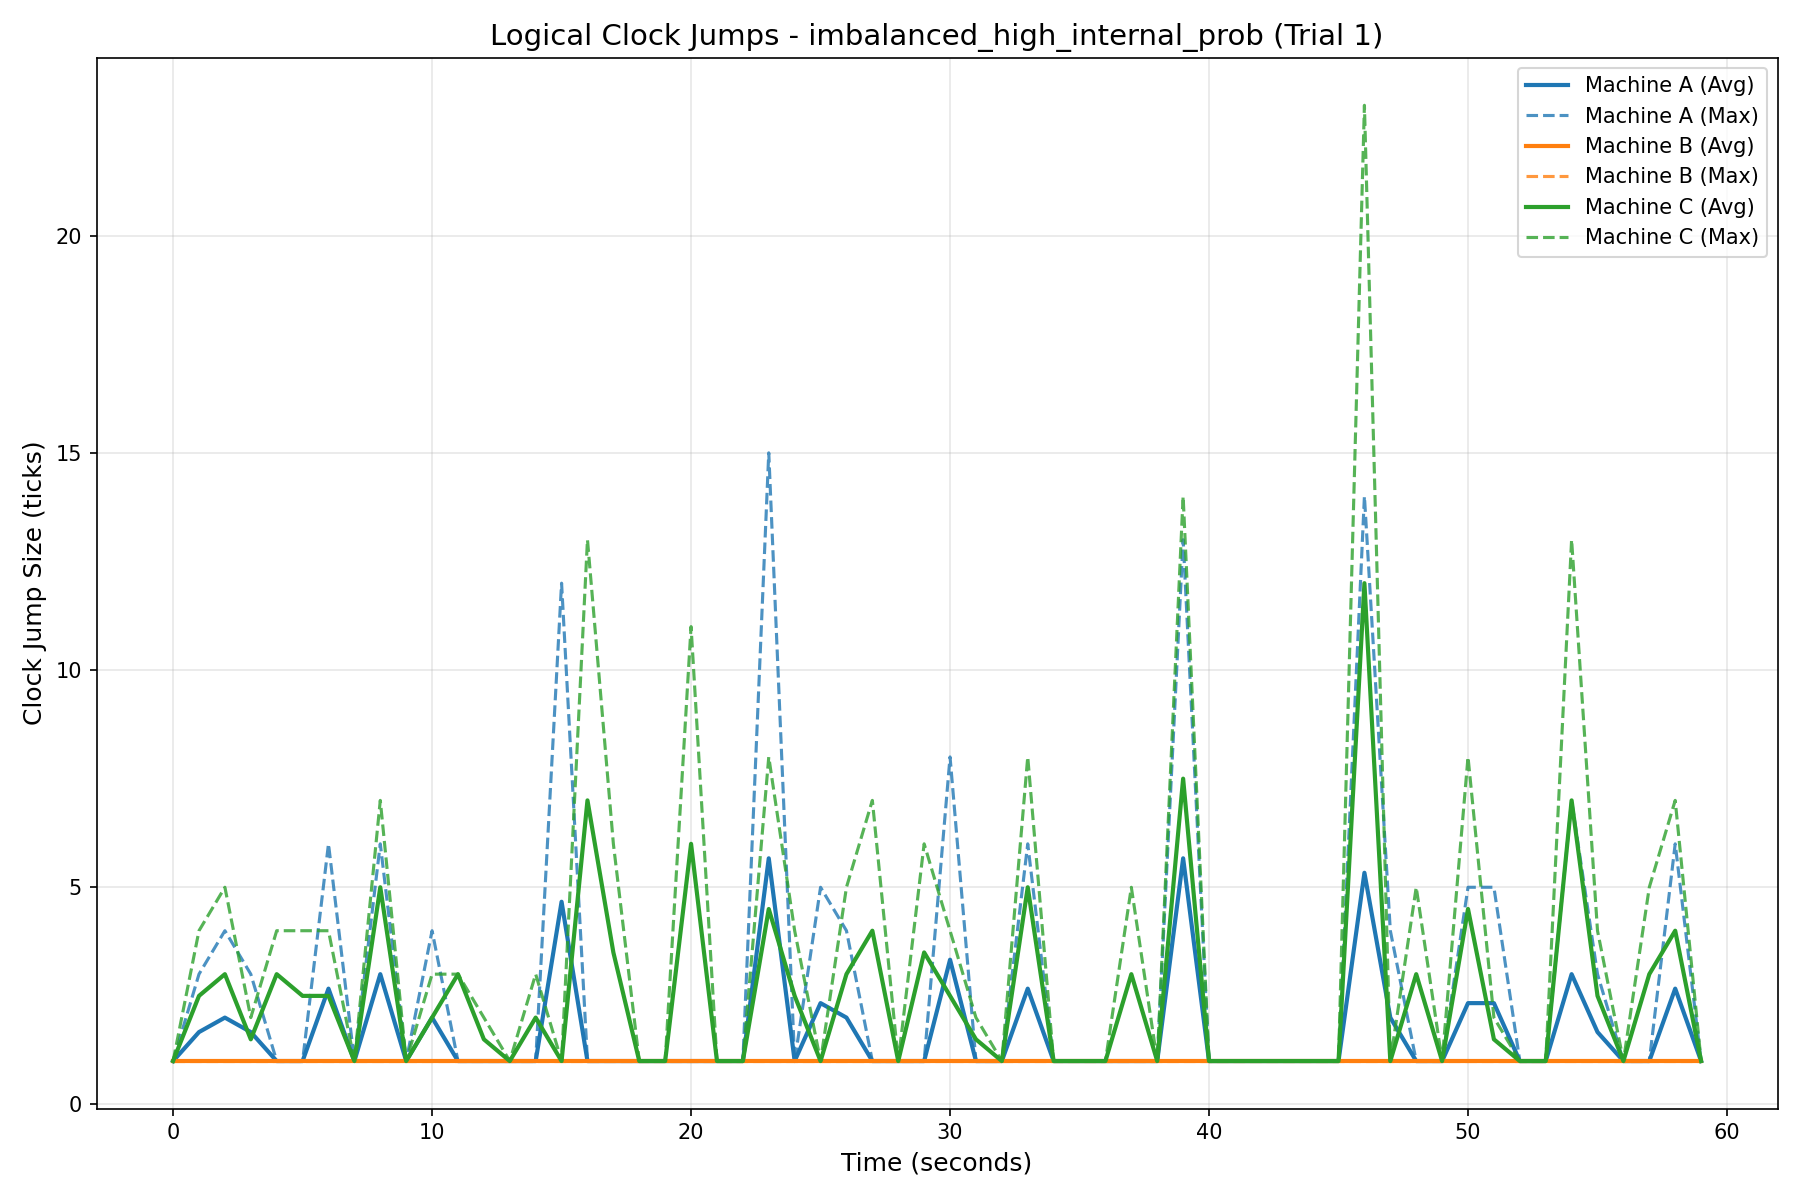 Logical Clock Jumps - imbalanced_high_internal_prob (Trial 1)
Machine A (Avg)
Machine A (Max)
Machine B (Avg)
Machine B (Max)
Machine C (Avg)
Machine C (Max)
Clock Jump Size (ticks)
20
15
10
5
0
0 10 20 30 40 50 60
Time (seconds)